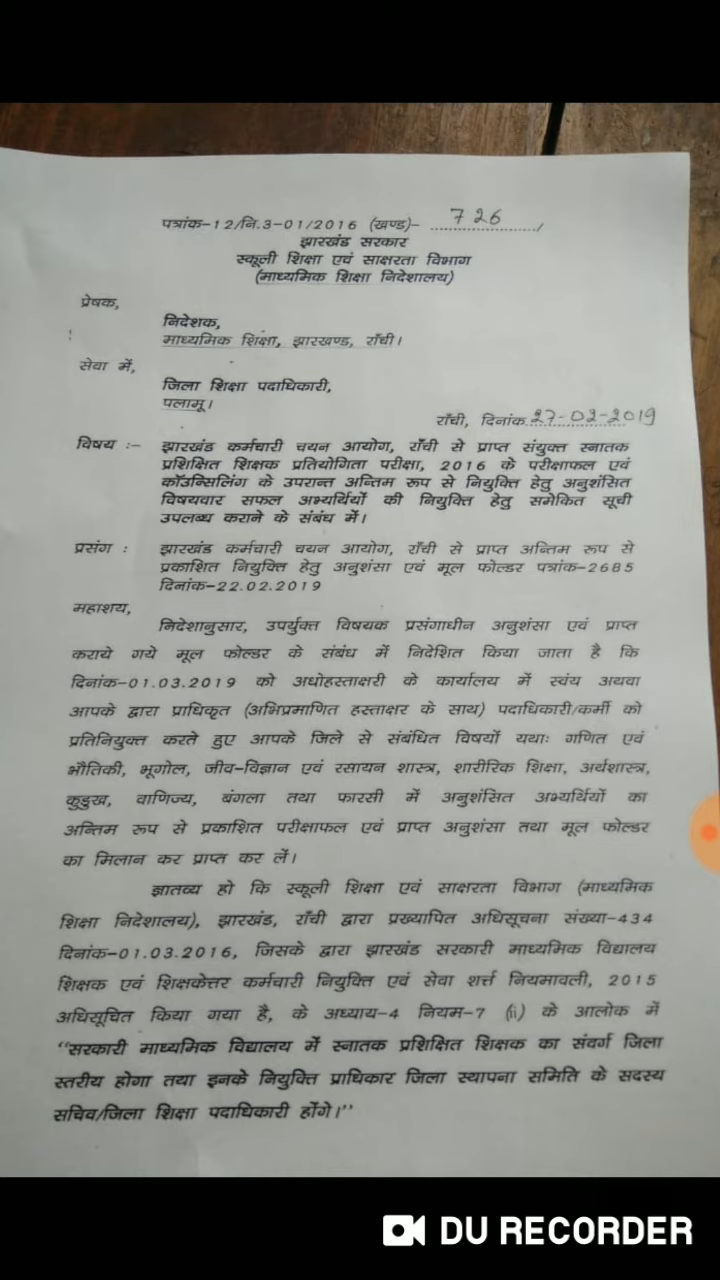 पत्रांक-12/नि.3-01/2016 (खण्ड)- 726 /
झारखंड सरकार
स्कूली शिक्षा एवं साक्षरता विभाग
(माध्यमिक शिक्षा निदेशालय)
प्रेषक,
निदेशक,
माध्यमिक शिक्षा, झारखण्ड, राँची।
सेवा में,
जिला शिक्षा पदाधिकारी,
पलामू।
राँची, दिनांक 27-02-2019
विषय :- झारखंड कर्मचारी चयन आयोग, राँची से प्राप्त संयुक्त स्नातक
प्रशिक्षित शिक्षक प्रतियोगिता परीक्षा, 2016 के परीक्षाफल एवं
कॉउन्सिलिंग के उपरान्त अन्तिम रूप से नियुक्ति हेतु अनुशंसित
विषयवार सफल अभ्यर्थियों की नियुक्ति हेतु समेकित सूची
उपलब्ध कराने के संबंध में।
प्रसंग : झारखंड कर्मचारी चयन आयोग, राँची से प्राप्त अन्तिम रूप से
प्रकाशित नियुक्ति हेतु अनुशंसा एवं मूल फोल्डर पत्रांक-2685
दिनांक-22.02.2019
महाशय,
निदेशानुसार, उपर्युक्त विषयक प्रसंगाधीन अनुशंसा एवं प्राप्त
कराये गये मूल फोल्डर के संबंध में निदेशित किया जाता है कि
दिनांक-01.03.2019 को अधोहस्ताक्षरी के कार्यालय में स्वंय अथवा
आपके द्वारा प्राधिकृत (अभिप्रमाणित हस्ताक्षर के साथ) पदाधिकारी/कर्मी को
प्रतिनियुक्त करते हुए आपके जिले से संबंधित विषयों यथाः गणित एवं
भौतिकी, भूगोल, जीव-विज्ञान एवं रसायन शास्त्र, शारीरिक शिक्षा, अर्थशास्त्र,
कुडुख, वाणिज्य, बंगला तथा फारसी में अनुशंसित अभ्यर्थियों का
अन्तिम रूप से प्रकाशित परीक्षाफल एवं प्राप्त अनुशंसा तथा मूल फोल्डर
का मिलान कर प्राप्त कर लें।
ज्ञातव्य हो कि स्कूली शिक्षा एवं साक्षरता विभाग (माध्यमिक
शिक्षा निदेशालय), झारखंड, राँची द्वारा प्रख्यापित अधिसूचना संख्या-434
दिनांक-01.03.2016, जिसके द्वारा झारखंड सरकारी माध्यमिक विद्यालय
शिक्षक एवं शिक्षकेत्तर कर्मचारी नियुक्ति एवं सेवा शर्त्त नियमावली, 2015
अधिसूचित किया गया है, के अध्याय-4 नियम-7 (ii) के आलोक में
“सरकारी माध्यमिक विद्यालय में स्नातक प्रशिक्षित शिक्षक का संवर्ग जिला
स्तरीय होगा तथा इनके नियुक्ति प्राधिकार जिला स्थापना समिति के सदस्य
सचिव/जिला शिक्षा पदाधिकारी होंगे।”
DU RECORDER